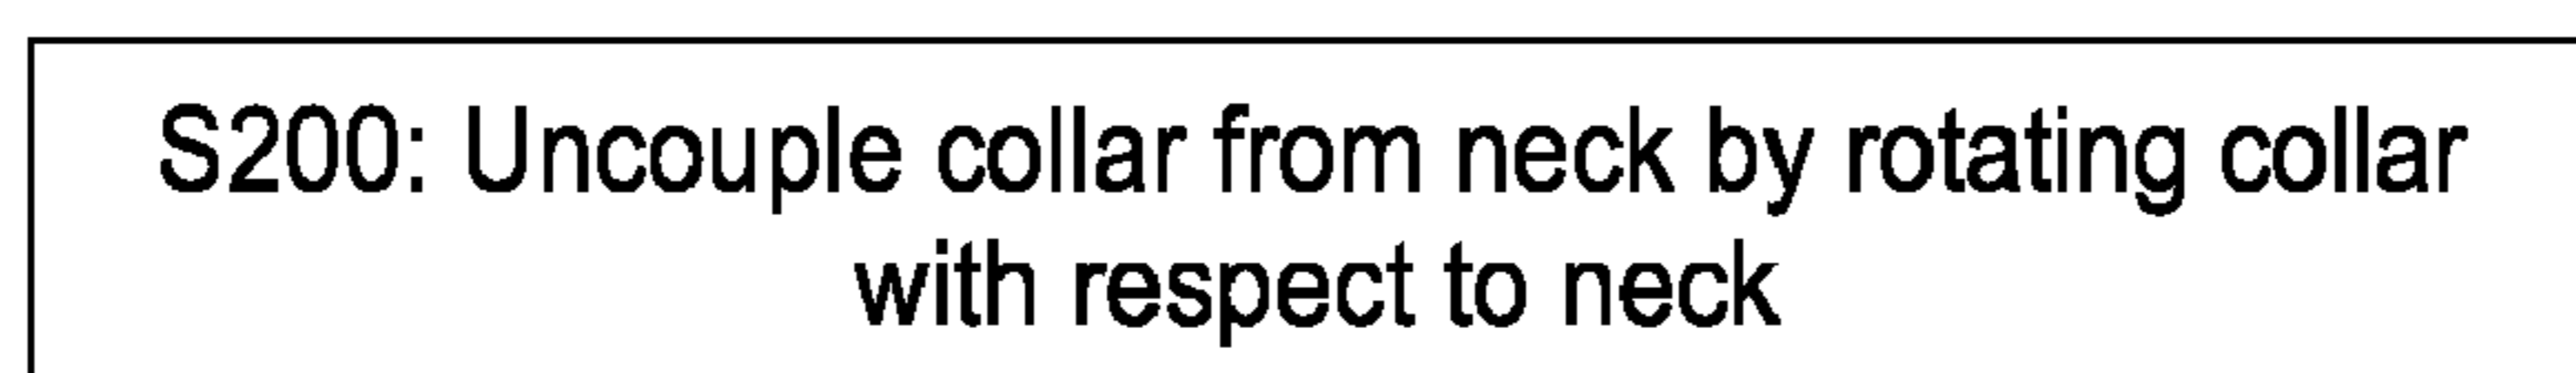 S200: Uncouple collar from neck by rotating collar
with respect to neck